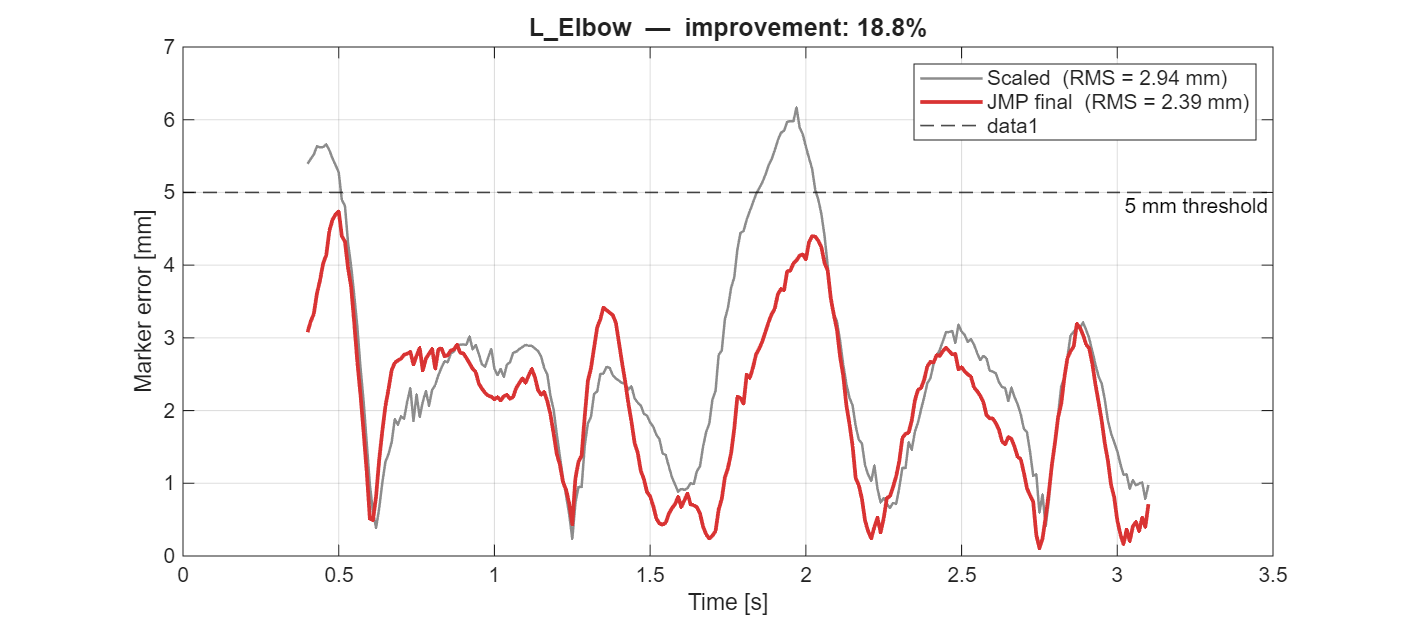 L_Elbow — improvement: 18.8%
7
6
5
4
3
2
1
0
Marker error [mm]
Scaled (RMS = 2.94 mm)
JMP final (RMS = 2.39 mm)
data1
5 mm threshold
0 0.5 1 1.5 2 2.5 3 3.5
Time [s]